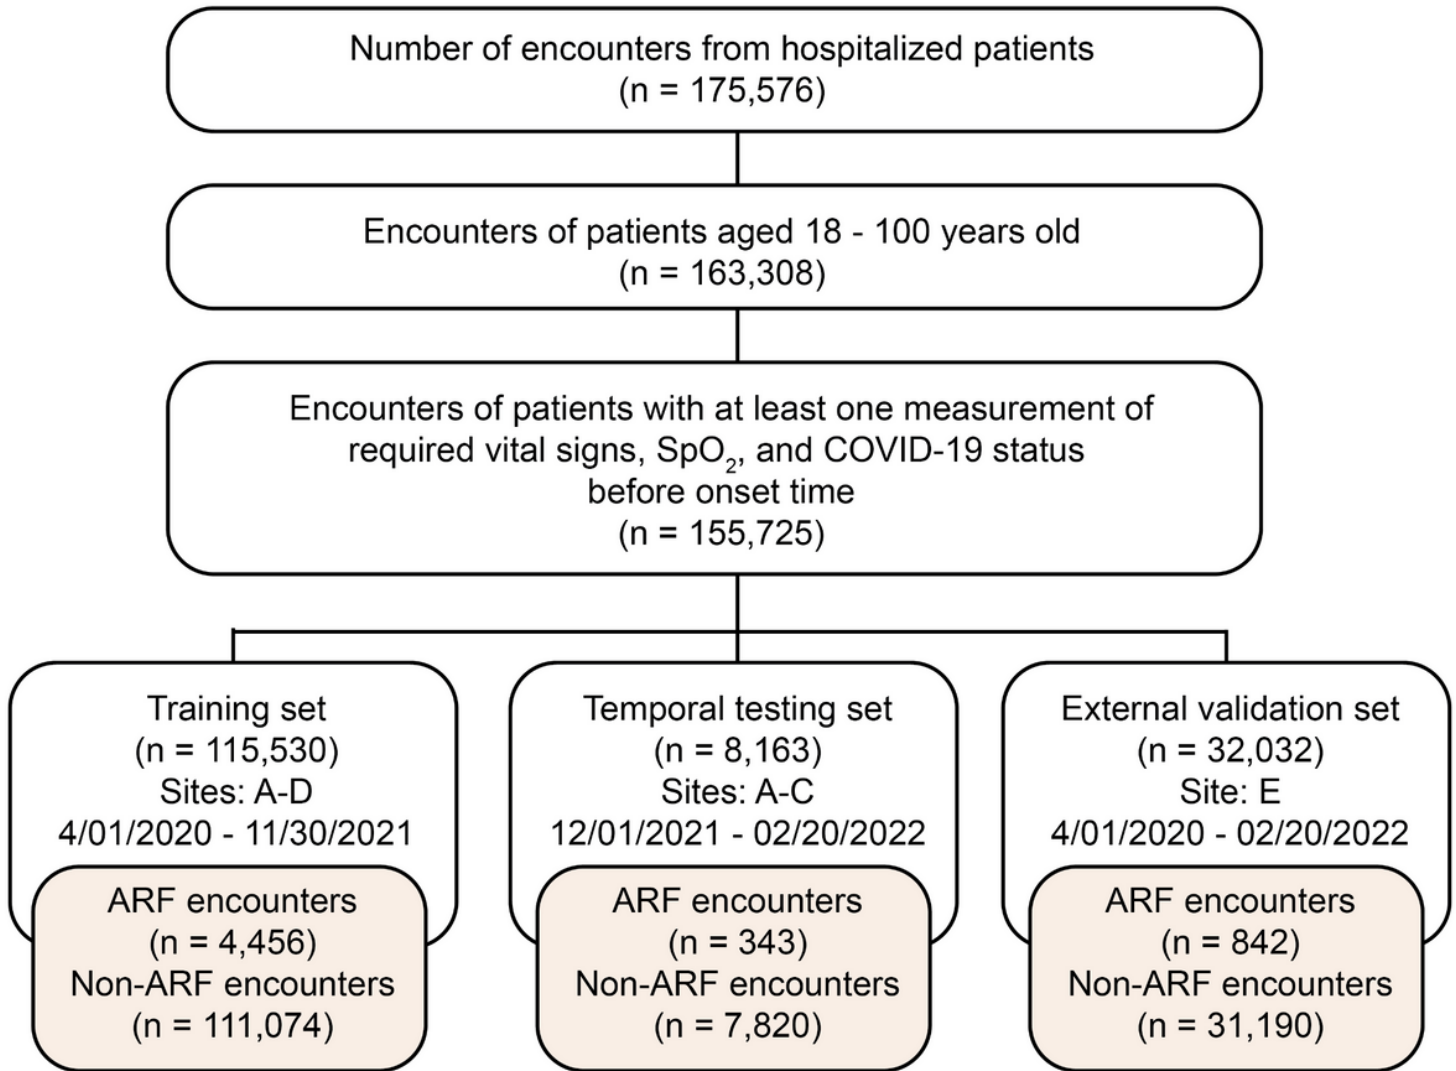 Number of encounters from hospitalized patients
(n = 175,576)
Encounters of patients aged 18 - 100 years old
(n = 163,308)
Encounters of patients with at least one measurement of
required vital signs, SpO₂, and COVID-19 status
before onset time
(n = 155,725)
Training set
(n = 115,530)
Sites: A-D
4/01/2020 - 11/30/2021
ARF encounters
(n = 4,456)
Non-ARF encounters
(n = 111,074)
Temporal testing set
(n = 8,163)
Sites: A-C
12/01/2021 - 02/20/2022
ARF encounters
(n = 343)
Non-ARF encounters
(n = 7,820)
External validation set
(n = 32,032)
Site: E
4/01/2020 - 02/20/2022
ARF encounters
(n = 842)
Non-ARF encounters
(n = 31,190)